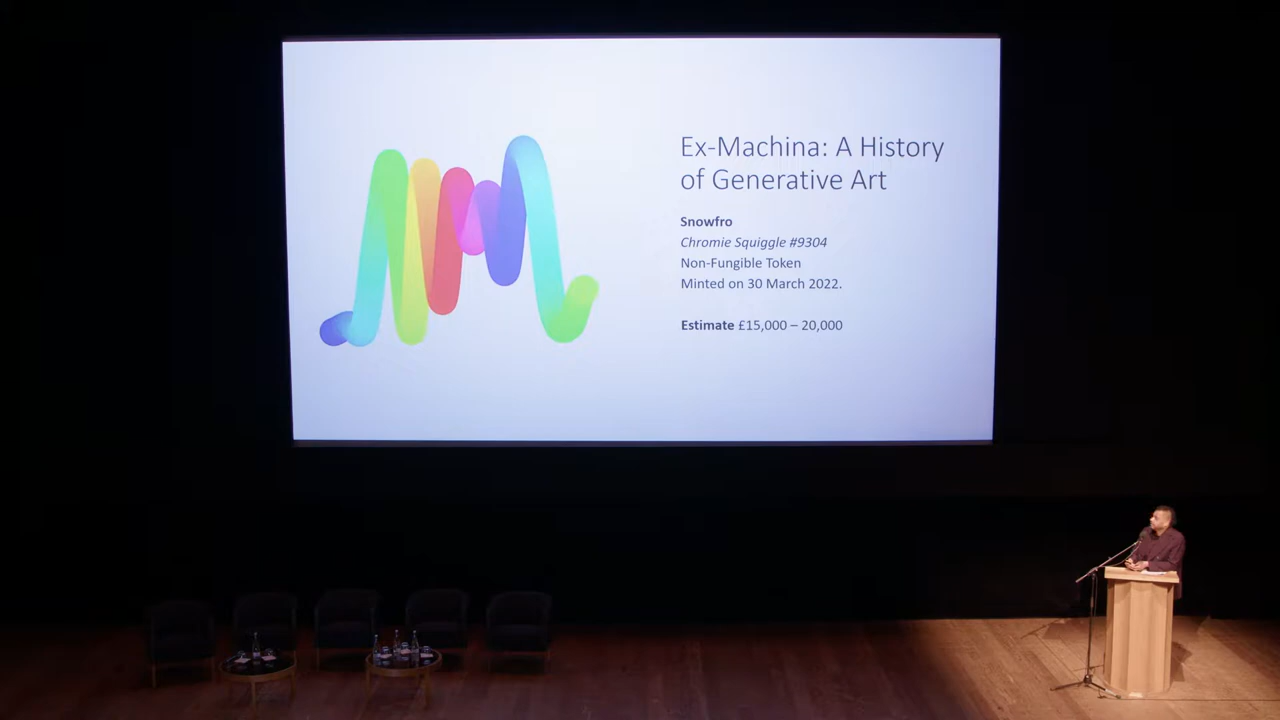 Ex-Machina: A History
of Generative Art
Snowfro
Chromie Squiggle #9304
Non-Fungible Token
Minted on 30 March 2022.
Estimate £15,000 – 20,000